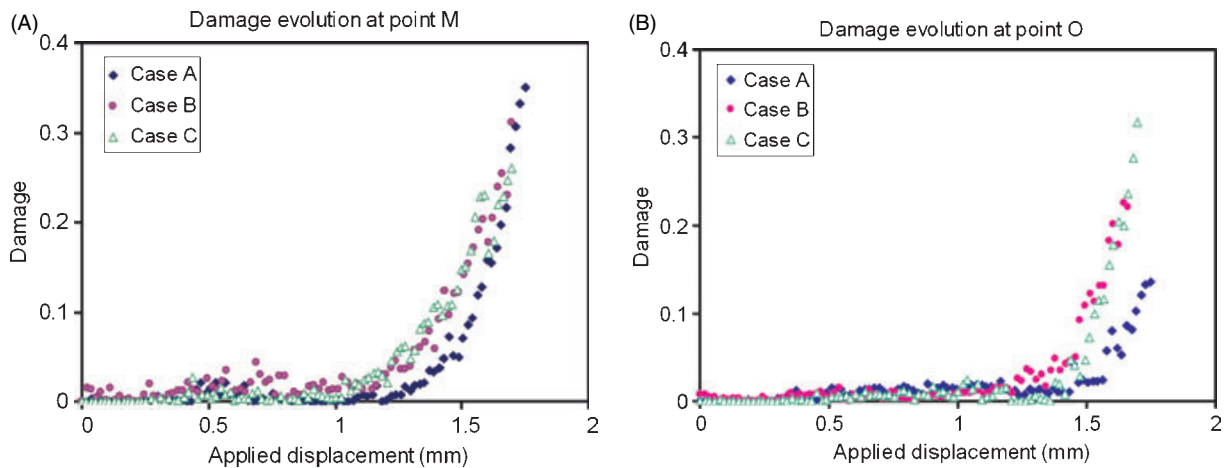 (A)
Damage evolution at point M
0.4
0.3
0.2
0.1
0
Damage
Case A
Case B
Case C
0
0.5
1
1.5
2
Applied displacement (mm)
(B)
Damage evolution at point O
0.4
0.3
0.2
0.1
0
Damage
Case A
Case B
Case C
0
0.5
1
1.5
2
Applied displacement (mm)